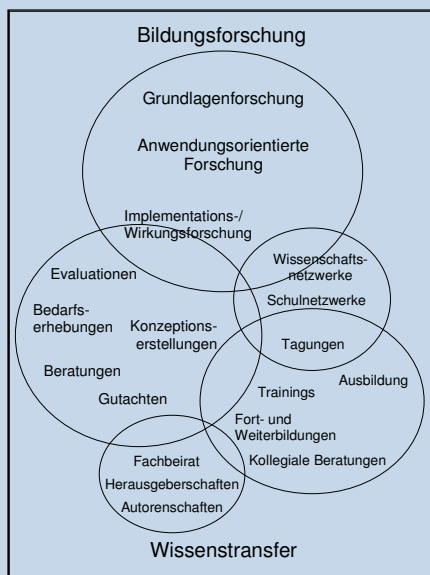 Bildungsforschung
Grundlagenforschung
Anwendungsorientierte
Forschung
Implementations-/
Wirkungsforschung
Wissenschafts-
netzwerke
Evaluationen
Schulnetzwerke
Bedarfs-
erhebungen
Konzeptions-
erstellungen
Tagungen
Beratungen
Ausbildung
Trainings
Gutachten
Fort- und
Weiterbildungen
Kollegiale Beratungen
Fachbeirat
Herausgeberschaften
Autorenschaften
Wissenstransfer